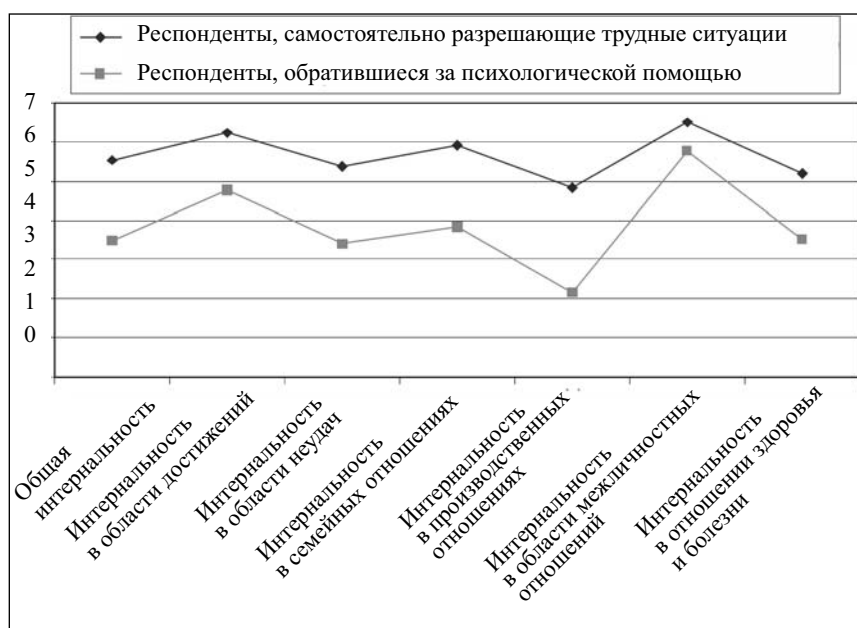 Респонденты, самостоятельно разрешающие трудные ситуации
Респонденты, обратившиеся за психологической помощью
7
6
5
4
3
2
1
0
Общая
интернальность
Интернальность
в области достижений
Интернальность
в области неудач
Интернальность
в семейных отношениях
Интернальность
в производственных
отношениях
Интернальность
в области межличностных
отношений
Интернальность
в отношении здоровья
и болезни